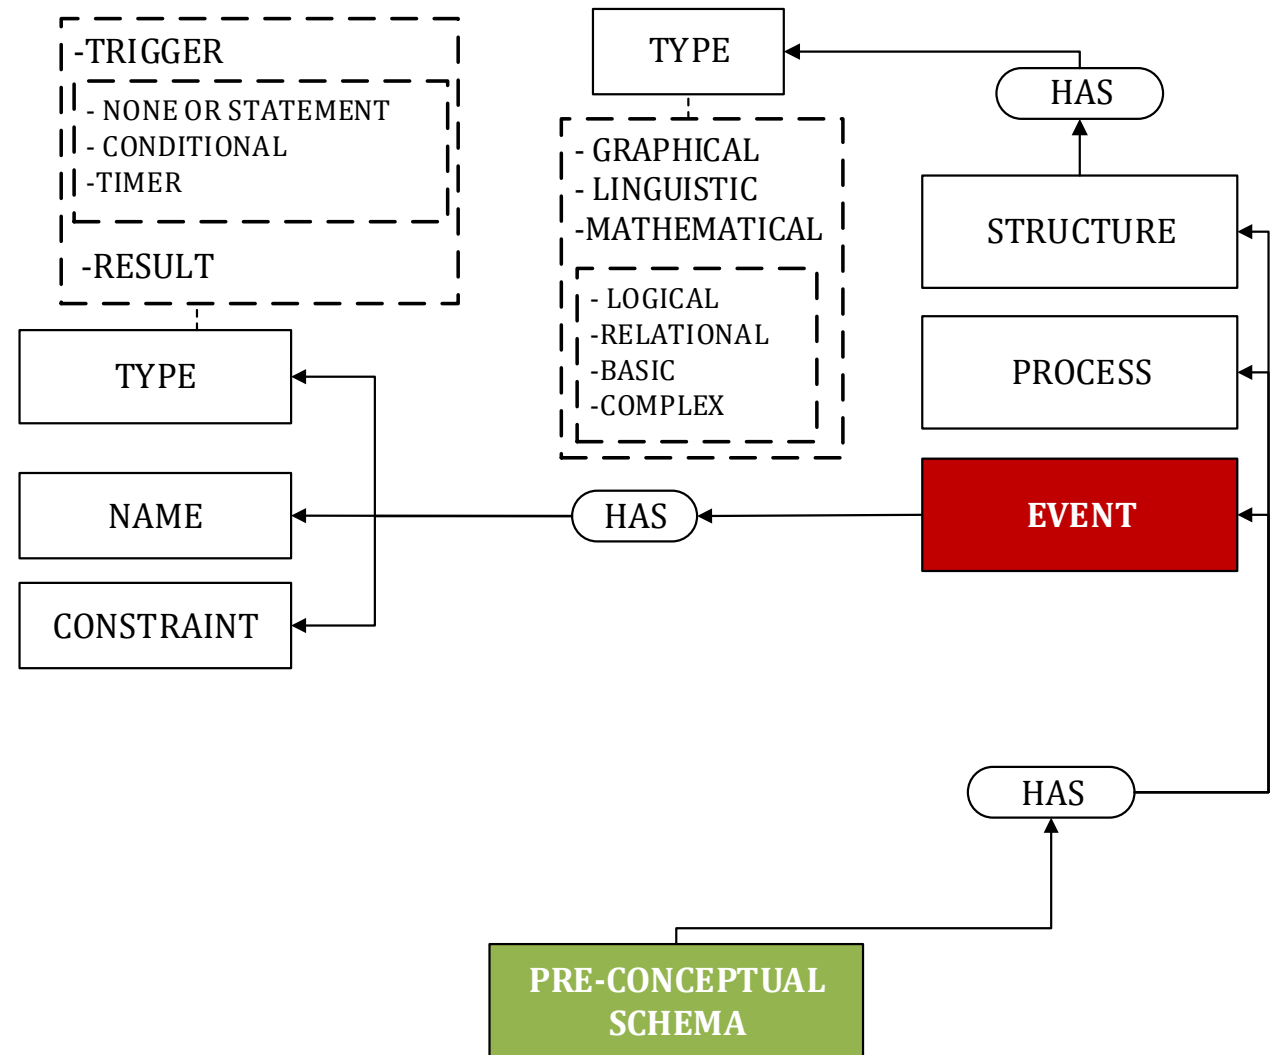 -TRIGGER
- NONE OR STATEMENT
- CONDITIONAL
-TIMER
-RESULT
TYPE
TYPE
HAS
- GRAPHICAL
- LINGUISTIC
-MATHEMATICAL
- LOGICAL
-RELATIONAL
-BASIC
-COMPLEX
STRUCTURE
PROCESS
NAME
HAS
EVENT
CONSTRAINT
HAS
PRE-CONCEPTUAL
SCHEMA